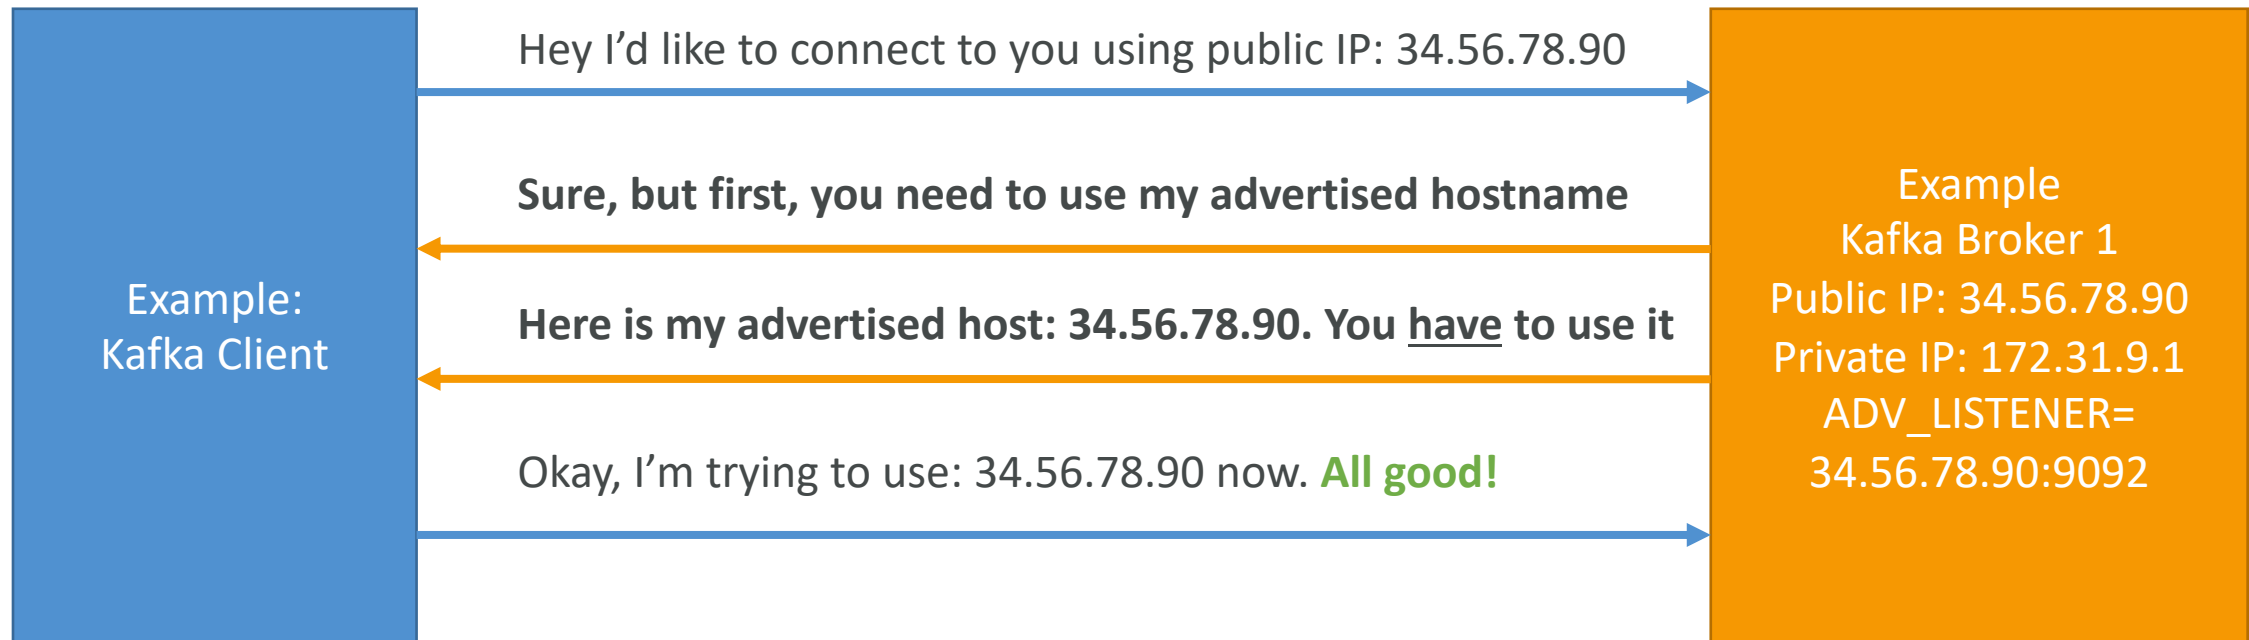 Hey I’d like to connect to you using public IP: 34.56.78.90
Sure, but first, you need to use my advertised hostname
Here is my advertised host: 34.56.78.90. You have to use it
Okay, I’m trying to use: 34.56.78.90 now. All good!
Example:
Kafka Client
Example
Kafka Broker 1
Public IP: 34.56.78.90
Private IP: 172.31.9.1
ADV_LISTENER=
34.56.78.90:9092